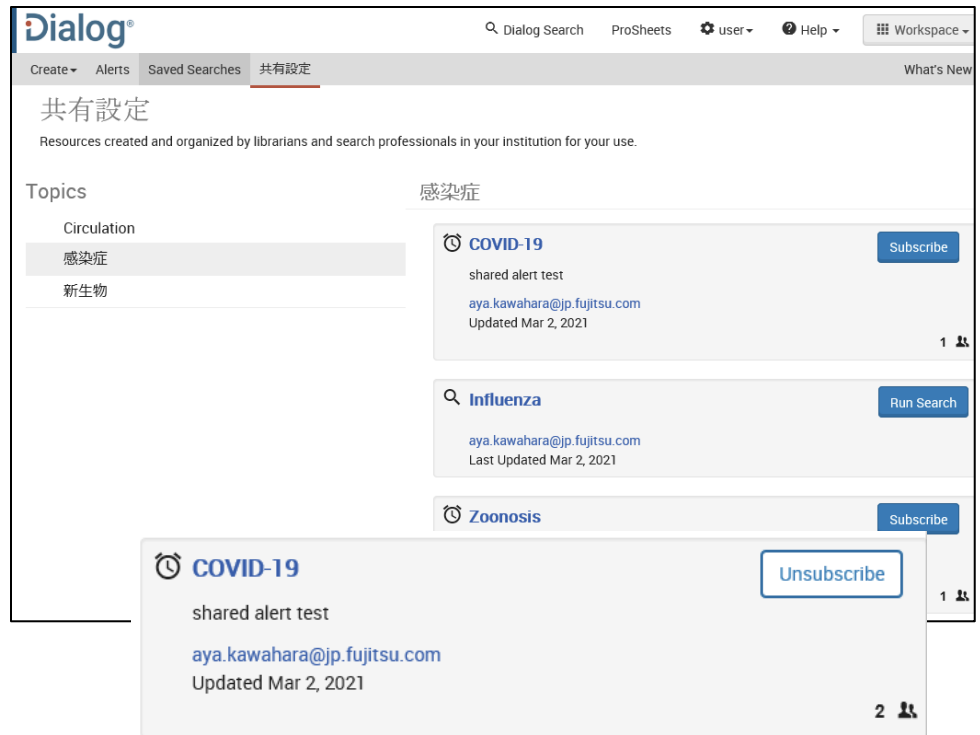 Dialog®
Dialog Search ProSheets user Help Workspace
Create Alerts Saved Searches 共有設定 What's New
共有設定
Resources created and organized by librarians and search professionals in your institution for your use.
Topics
Circulation
感染症
新生物
感染症
COVID-19 Subscribe
shared alert test
aya.kawahara@jp.fujitsu.com
Updated Mar 2, 2021
1
Influenza Run Search
aya.kawahara@jp.fujitsu.com
Last Updated Mar 2, 2021
Zoonosis Subscribe
1
COVID-19 Unsubscribe
shared alert test
aya.kawahara@jp.fujitsu.com
Updated Mar 2, 2021
2